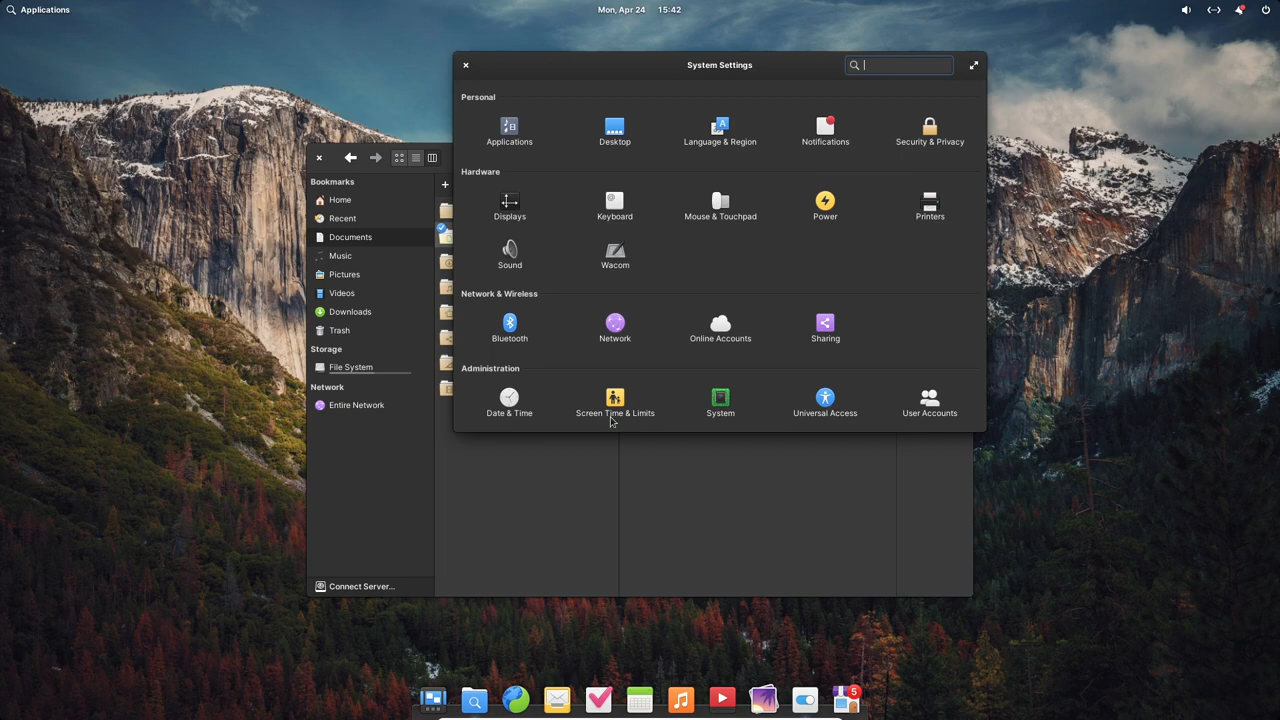 Applications
Mon, Apr 24 15:42
System Settings
Personal
Applications
Desktop
Language & Region
Notifications
Security & Privacy
Hardware
Displays
Keyboard
Mouse & Touchpad
Power
Printers
Sound
Wacom
Network & Wireless
Bluetooth
Network
Online Accounts
Sharing
Administration
Date & Time
Screen Time & Limits
System
Universal Access
User Accounts
Bookmarks
Home
Recent
Documents
Music
Pictures
Videos
Downloads
Trash
Storage
File System
Network
Entire Network
Connect Server...
5